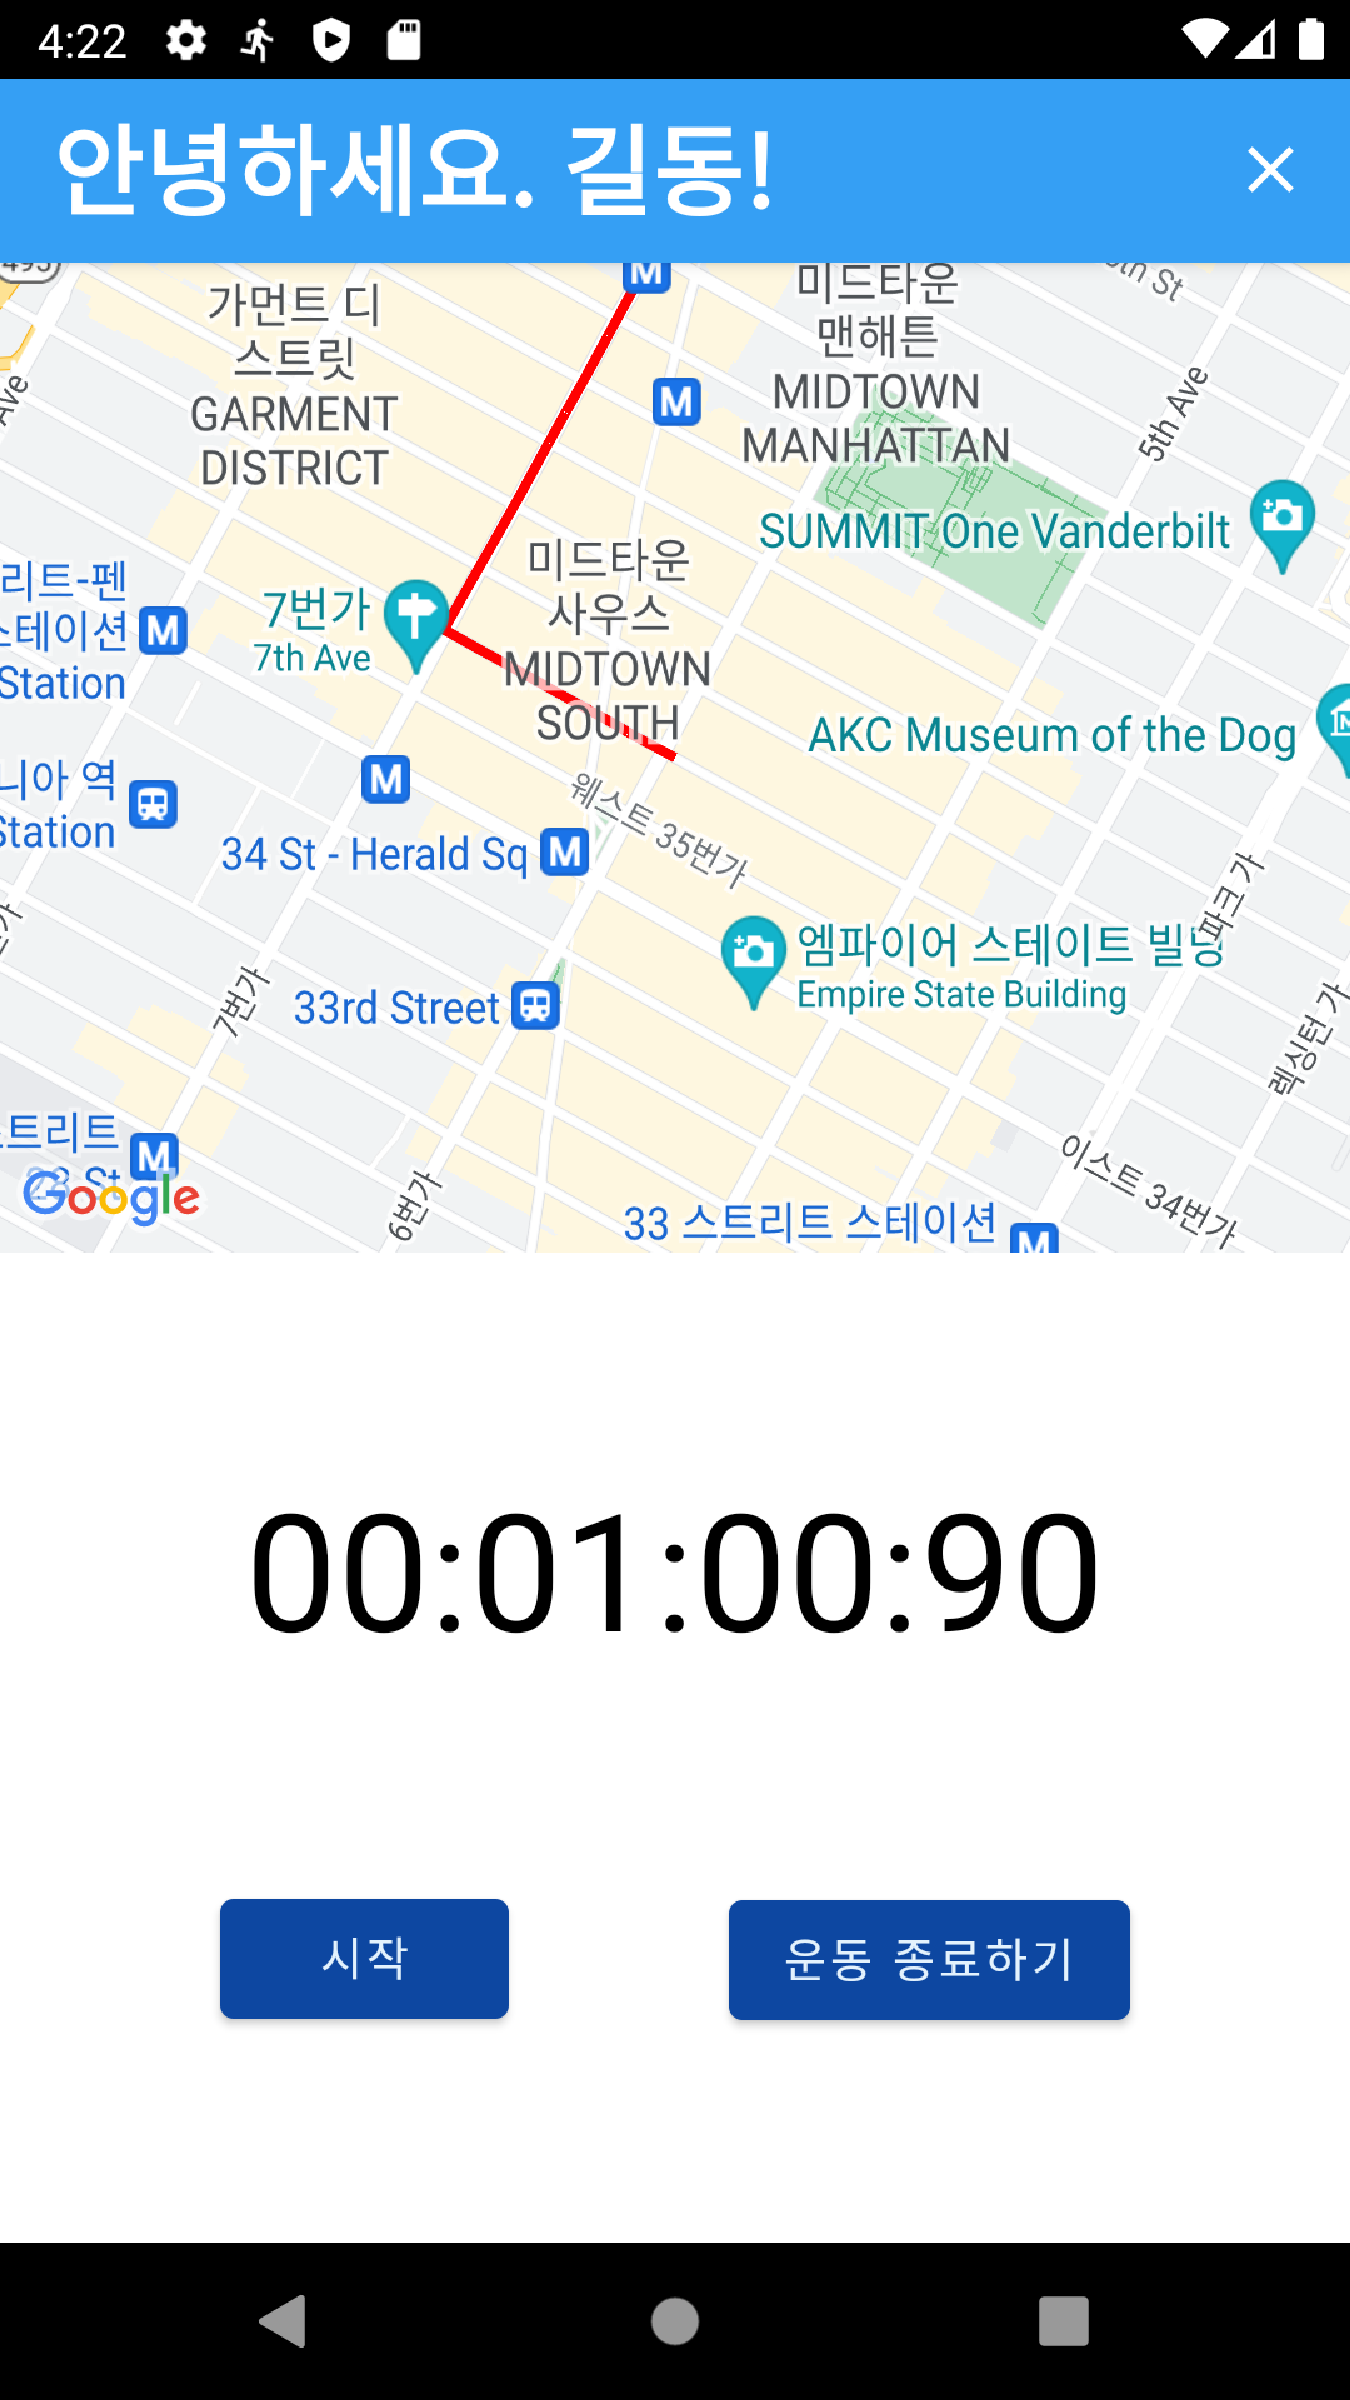 4:22
안녕하세요. 길동!
495
가먼트 디
스트릿
GARMENT
DISTRICT
M
미드타운
맨해튼
MIDTOWN
MANHATTAN
th St
Ave
M
5th Ave
SUMMIT One Vanderbilt
미드타운
사우스
MIDTOWN
SOUTH
7번가
7th Ave
리트-펜
스테이션
Station
M
AKC Museum of the Dog
니아 역
Station
M
웨스트 35번가
34 St - Herald Sq M
파크 가
엠파이어 스테이트 빌딩
Empire State Building
7번가
33rd Street
렉싱턴 가
트리트
28 St
M
Google
6번가
이스트 34번가
33 스트리트 스테이션
M
00:01:00:90
시작
운동 종료하기